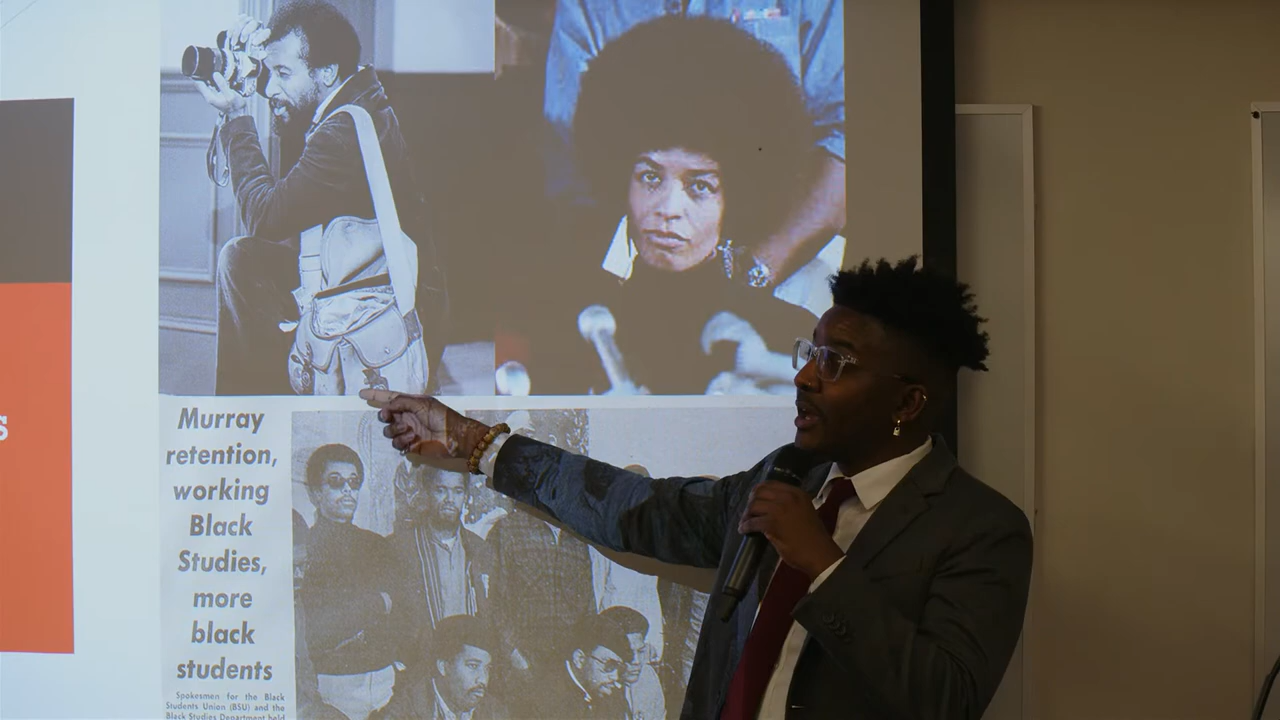 s
Murray
retention,
working
Black
Studies,
more
black
students
Spokesmen for the Black
Students Union (BSU) and the
Black Studies Department held